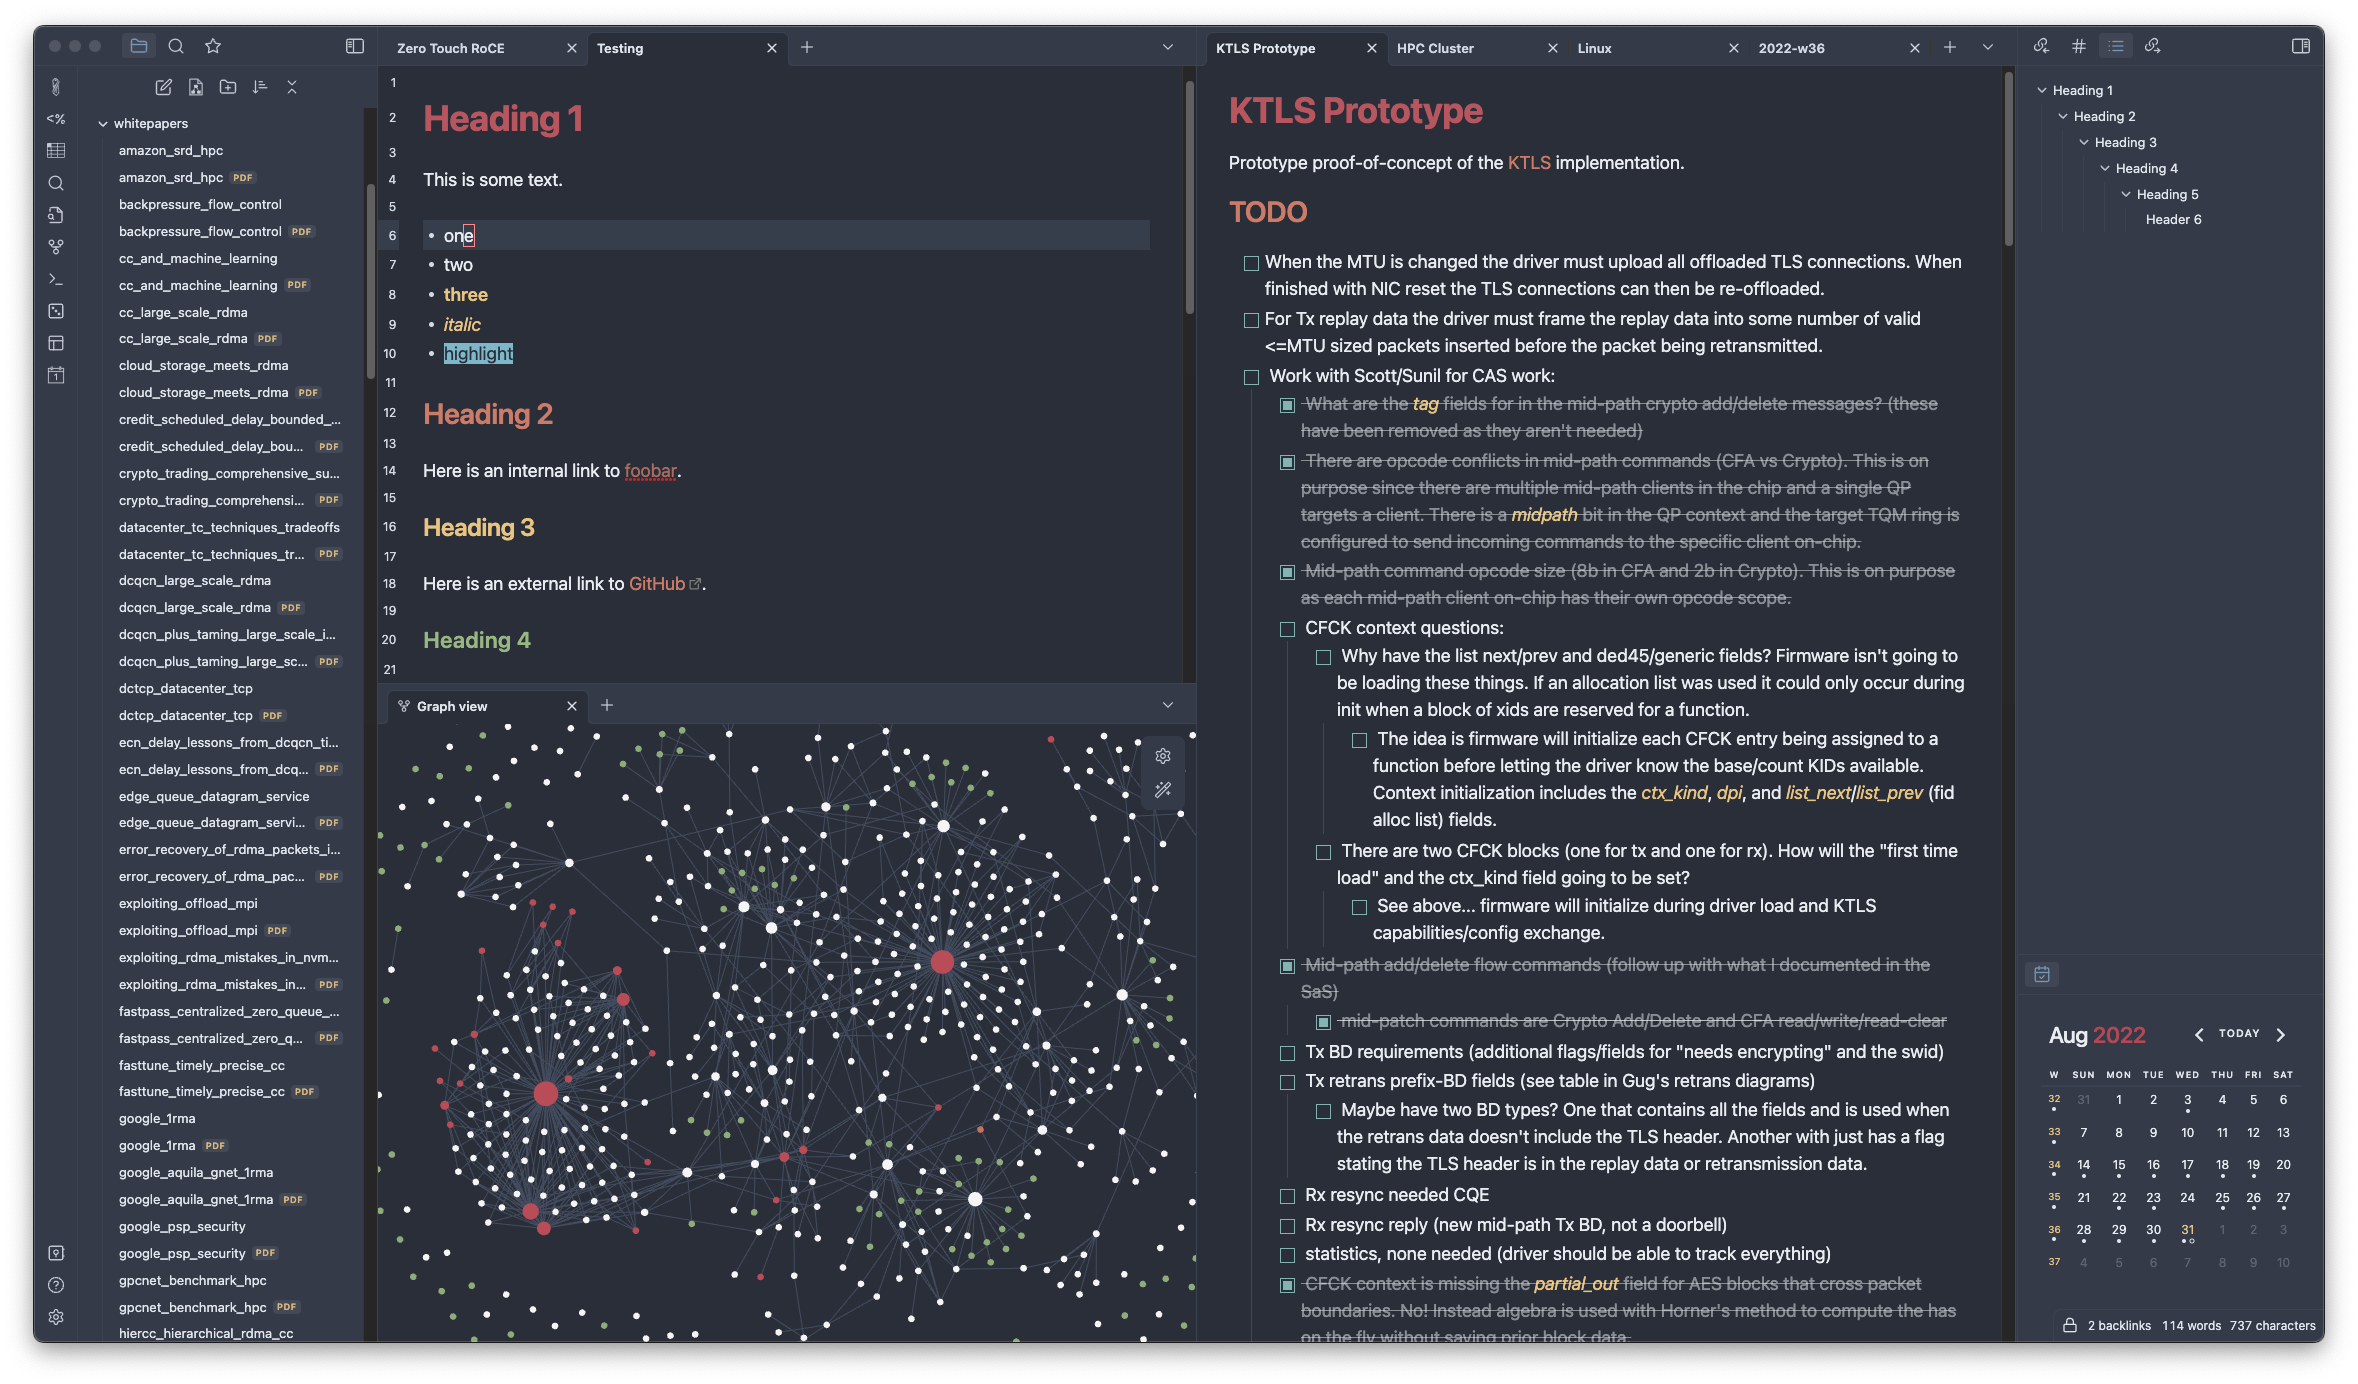 Zero Touch RoCE
Testing
KTLS Prototype
HPC Cluster
Linux
2022-w36
whitepapers
amazon_srd_hpc
amazon_srd_hpc PDF
backpressure_flow_control
backpressure_flow_control PDF
cc_and_machine_learning
cc_and_machine_learning PDF
cc_large_scale_rdma
cc_large_scale_rdma PDF
cloud_storage_meets_rdma
cloud_storage_meets_rdma PDF
credit_scheduled_delay_bounded_...
credit_scheduled_delay_bou... PDF
crypto_trading_comprehensive_su...
crypto_trading_comprehensi... PDF
datacenter_tc_techniques_tradeoffs
datacenter_tc_techniques_tr... PDF
dcqcn_large_scale_rdma
dcqcn_large_scale_rdma PDF
dcqcn_plus_taming_large_scale_i...
dcqcn_plus_taming_large_sc... PDF
dctcp_datacenter_tcp
dctcp_datacenter_tcp PDF
ecn_delay_lessons_from_dcqcn_ti...
ecn_delay_lessons_from_dcq... PDF
edge_queue_datagram_service
edge_queue_datagram_servi... PDF
error_recovery_of_rdma_packets_i...
error_recovery_of_rdma_pac... PDF
exploiting_offload_mpi
exploiting_offload_mpi PDF
exploiting_rdma_mistakes_in_nvm...
exploiting_rdma_mistakes_in... PDF
fastpass_centralized_zero_queue_...
fastpass_centralized_zero_q... PDF
fasttune_timely_precise_cc
fasttune_timely_precise_cc PDF
google_1rma
google_1rma PDF
google_aquila_gnet_1rma
google_aquila_gnet_1rma PDF
google_psp_security
google_psp_security PDF
gpcnet_benchmark_hpc
gpcnet_benchmark_hpc PDF
hiercc_hierarchical_rdma_cc
1
2 Heading 1
3
4 This is some text.
5
6 • one
7 • two
8 • three
9 • italic
10 • highlight
11
12 Heading 2
13
14 Here is an internal link to foobar.
15
16 Heading 3
17
18 Here is an external link to GitHub.
19
20 Heading 4
21
Graph view
KTLS Prototype
Prototype proof-of-concept of the KTLS implementation.
TODO
When the MTU is changed the driver must upload all offloaded TLS connections. When
finished with NIC reset the TLS connections can then be re-offloaded.
For Tx replay data the driver must frame the replay data into some number of valid
<=MTU sized packets inserted before the packet being retransmitted.
Work with Scott/Sunil for CAS work:
What are the tag fields for in the mid-path crypto add/delete messages? (these
have been removed as they aren't needed)
There are opcode conflicts in mid-path commands (CFA vs Crypto). This is on
purpose since there are multiple mid-path clients in the chip and a single QP
targets a client. There is a midpath bit in the QP context and the target TQM ring is
configured to send incoming commands to the specific client on-chip.
Mid-path command opcode size (8b in CFA and 2b in Crypto). This is on purpose
as each mid-path client on-chip has their own opcode scope.
CFCK context questions:
Why have the list next/prev and ded45/generic fields? Firmware isn't going to
be loading these things. If an allocation list was used it could only occur during
init when a block of xids are reserved for a function.
The idea is firmware will initialize each CFCK entry being assigned to a
function before letting the driver know the base/count KIDs available.
Context initialization includes the ctx_kind, dpi, and list_next/list_prev (fid
alloc list) fields.
There are two CFCK blocks (one for tx and one for rx). How will the "first time
load" and the ctx_kind field going to be set?
See above... firmware will initialize during driver load and KTLS
capabilities/config exchange.
Mid-path add/delete flow commands (follow up with what I documented in the
SaS)
mid-patch commands are Crypto Add/Delete and CFA read/write/read-clear
Tx BD requirements (additional flags/fields for "needs encrypting" and the swid)
Tx retrans prefix-BD fields (see table in Gug's retrans diagrams)
Maybe have two BD types? One that contains all the fields and is used when
the retrans data doesn't include the TLS header. Another with just has a flag
stating the TLS header is in the replay data or retransmission data.
Rx resync needed CQE
Rx resync reply (new mid-path Tx BD, not a doorbell)
statistics, none needed (driver should be able to track everything)
CFCK context is missing the partial_out field for AES blocks that cross packet
boundaries. No! Instead algebra is used with Horner's method to compute the has
on the fly without saving prior block data.
Heading 1
Heading 2
Heading 3
Heading 4
Heading 5
Header 6
Aug 2022
TODAY
W SUN MON TUE WED THU FRI SAT
32 31 1 2 3 4 5 6
33 7 8 9 10 11 12 13
34 14 15 16 17 18 19 20
35 21 22 23 24 25 26 27
36 28 29 30 31 1 2 3
37 4 5 6 7 8 9 10
2 backlinks 114 words 737 characters